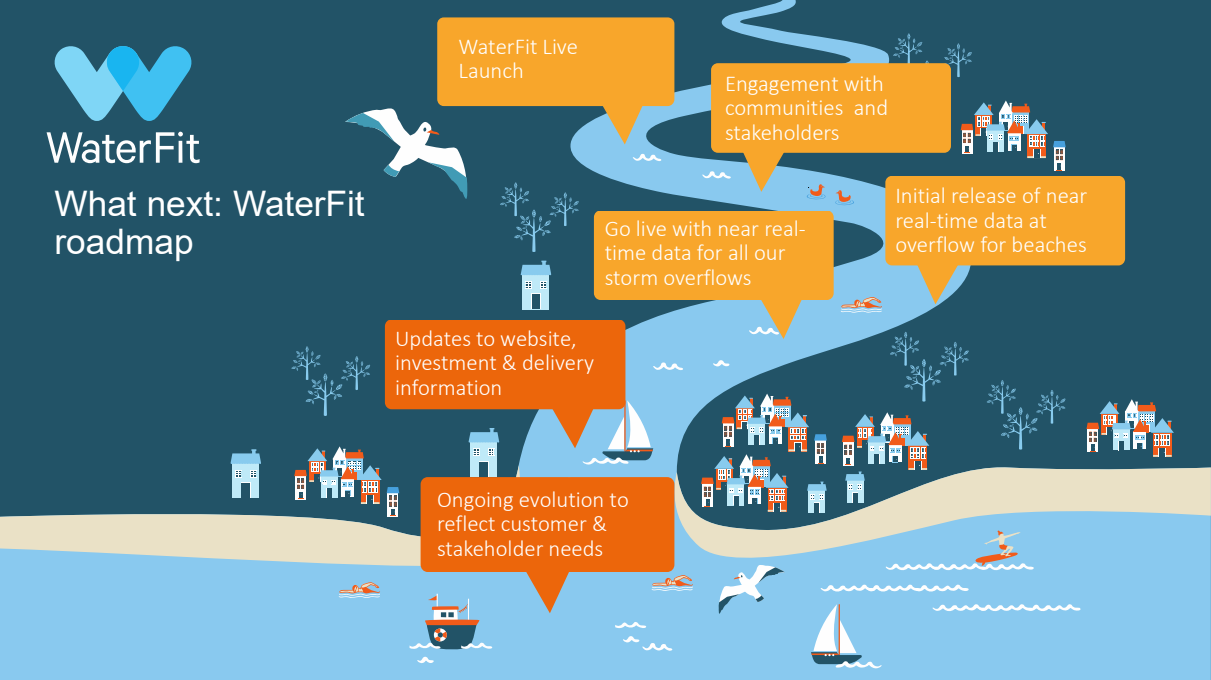 WaterFit
What next: WaterFit
roadmap
WaterFit Live
Launch
Engagement with
communities and
stakeholders
Initial release of near
real-time data at
overflow for beaches
Go live with near real-
time data for all our
storm overflows
Updates to website,
investment & delivery
information
Ongoing evolution to
reflect customer &
stakeholder needs